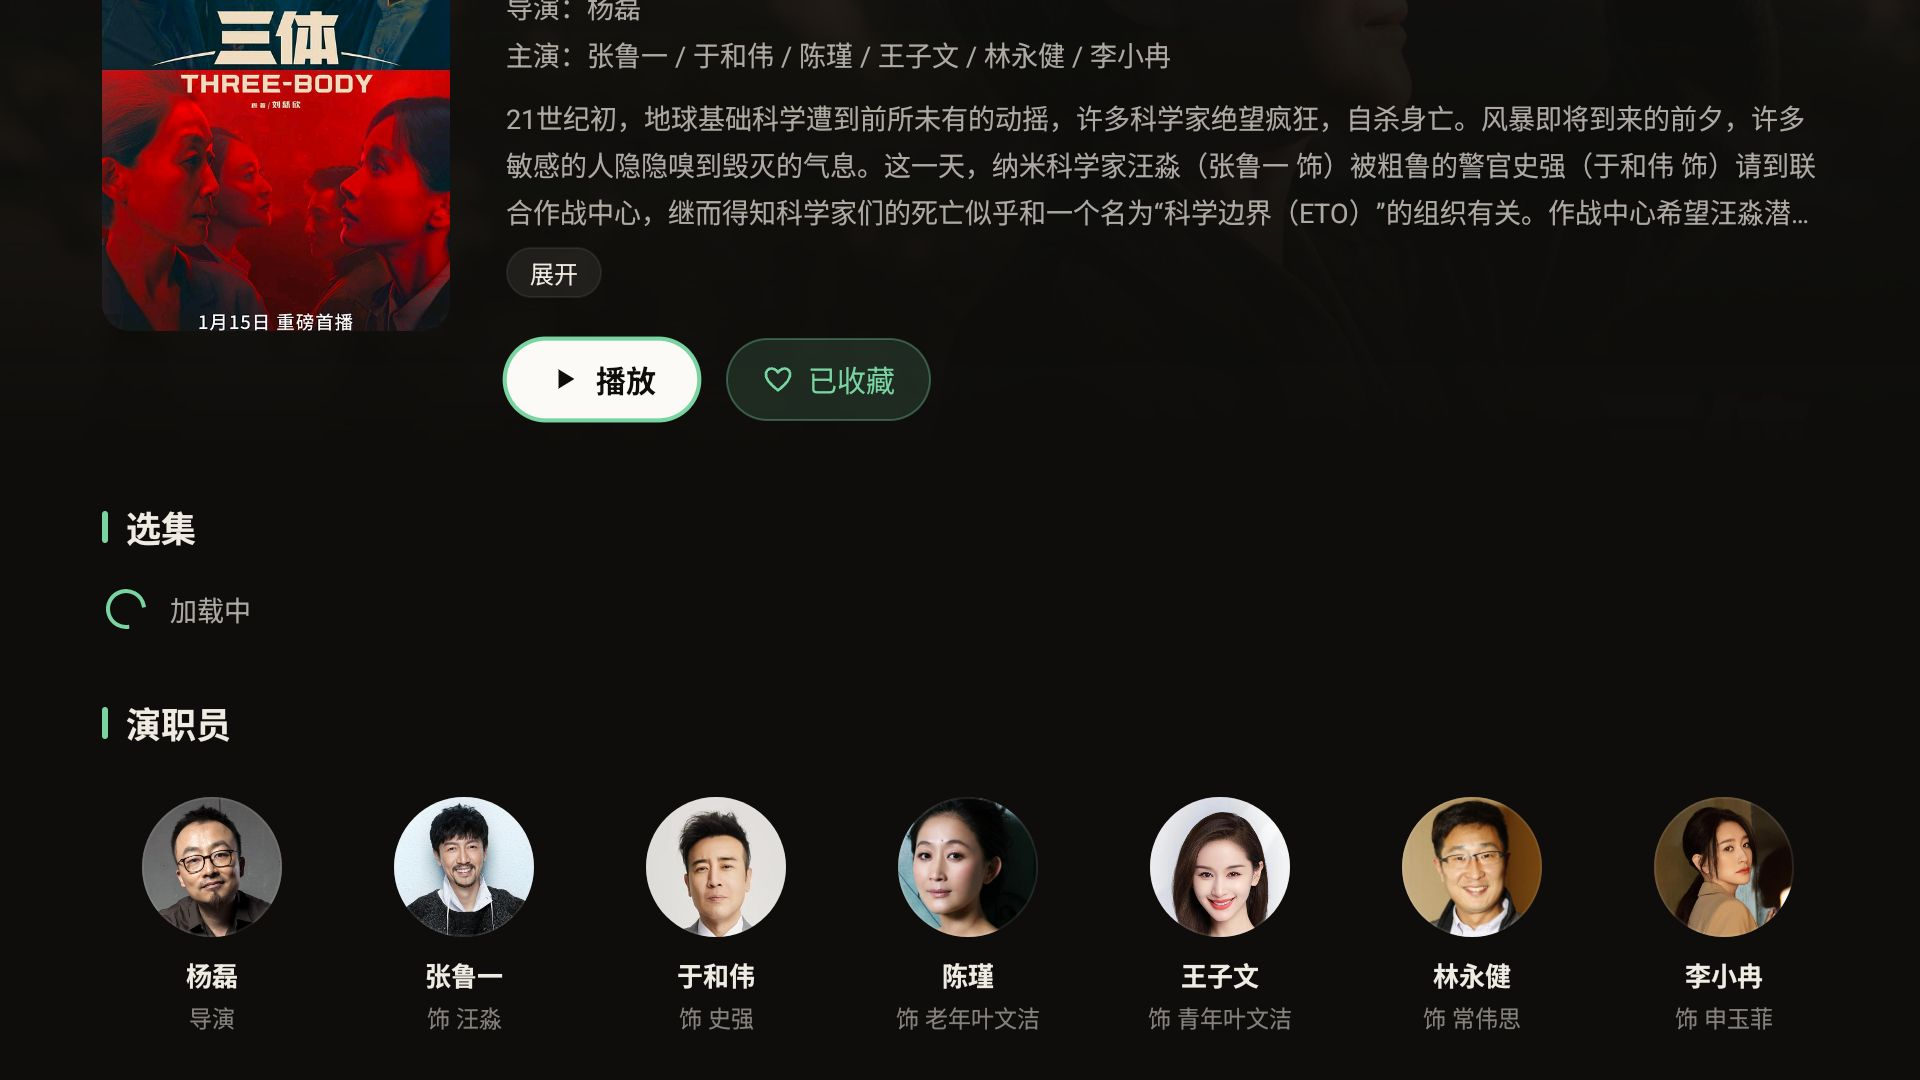 导演：杨磊
主演：张鲁一 / 于和伟 / 陈瑾 / 王子文 / 林永健 / 李小冉
三体
THREE-BODY
原著/刘慈欣
1月15日 重磅首播
21世纪初，地球基础科学遭到前所未有的动摇，许多科学家绝望疯狂，自杀身亡。风暴即将到来的前夕，许多
敏感的人隐隐嗅到毁灭的气息。这一天，纳米科学家汪淼（张鲁一 饰）被粗鲁的警官史强（于和伟 饰）请到联
合作战中心，继而得知科学家们的死亡似乎和一个名为“科学边界（ETO）”的组织有关。作战中心希望汪淼潜...
展开
播放
已收藏
选集
加载中
演职员
杨磊
导演
张鲁一
饰 汪淼
于和伟
饰 史强
陈瑾
饰 老年叶文洁
王子文
饰 青年叶文洁
林永健
饰 常伟思
李小冉
饰 申玉菲